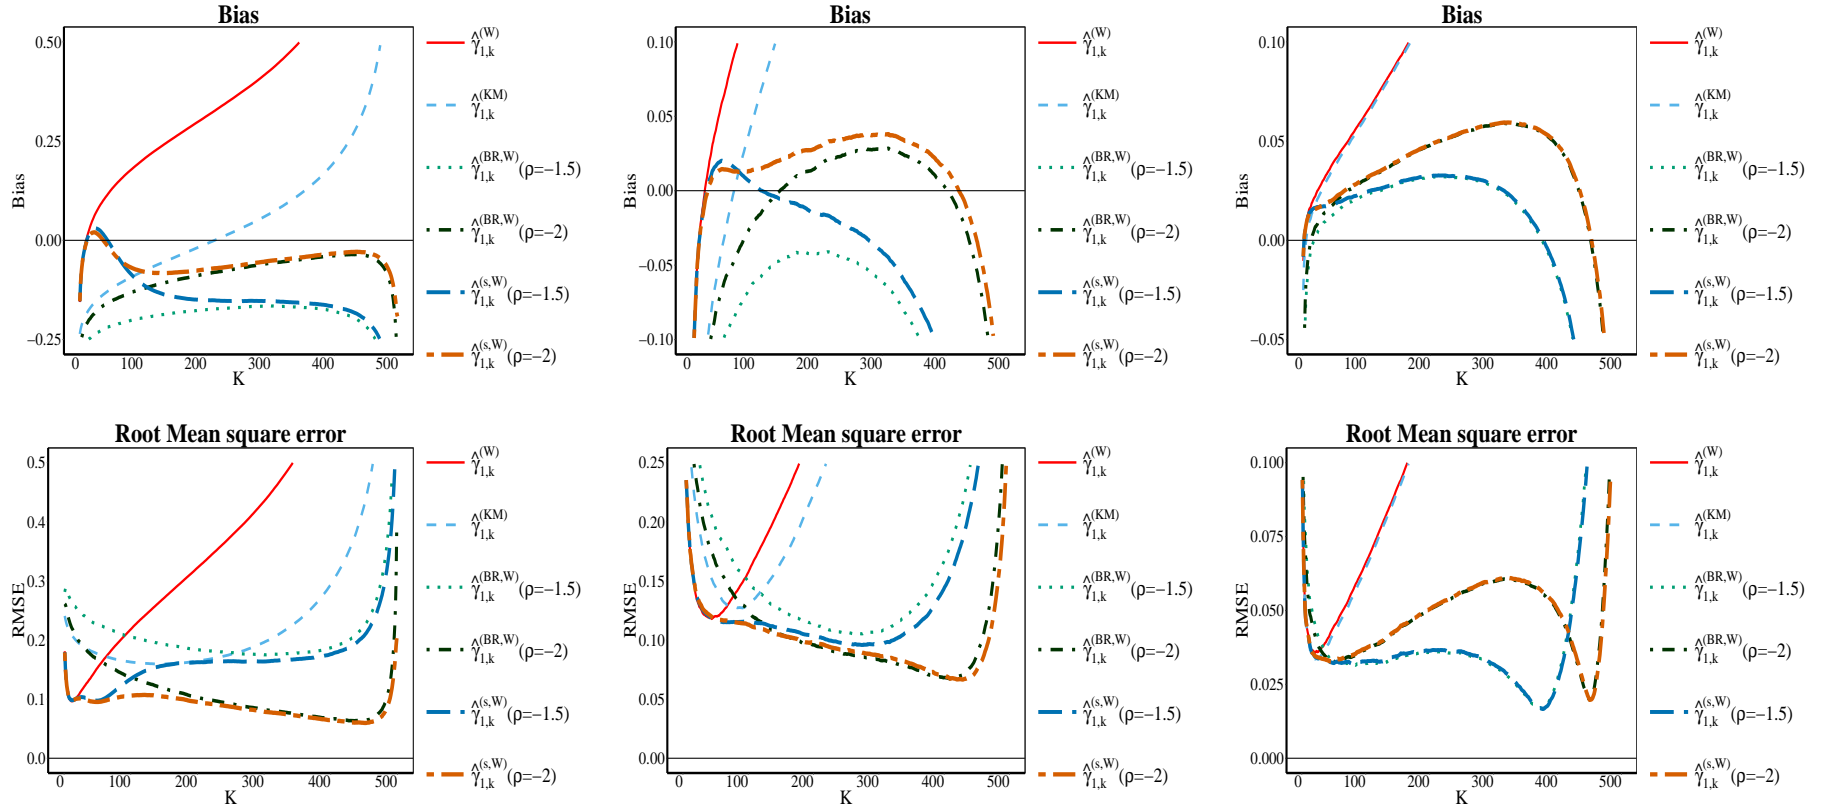 Bias
0.50
0.25
0.00
−0.25
Bias
0 100 200 300 400 500
K
γ̂1,k(W)
γ̂1,k(KM)
γ̂1,k(BR,W)(ρ=−1.5)
γ̂1,k(BR,W)(ρ=−2)
γ̂1,k(s,W)(ρ=−1.5)
γ̂1,k(s,W)(ρ=−2)
Bias
0.10
0.05
0.00
−0.05
−0.10
Bias
0 100 200 300 400 500
K
γ̂1,k(W)
γ̂1,k(KM)
γ̂1,k(BR,W)(ρ=−1.5)
γ̂1,k(BR,W)(ρ=−2)
γ̂1,k(s,W)(ρ=−1.5)
γ̂1,k(s,W)(ρ=−2)
Bias
0.10
0.05
0.00
−0.05
Bias
0 100 200 300 400 500
K
γ̂1,k(W)
γ̂1,k(KM)
γ̂1,k(BR,W)(ρ=−1.5)
γ̂1,k(BR,W)(ρ=−2)
γ̂1,k(s,W)(ρ=−1.5)
γ̂1,k(s,W)(ρ=−2)
Root Mean square error
0.5
0.4
0.3
0.2
0.1
0.0
RMSE
0 100 200 300 400 500
K
γ̂1,k(W)
γ̂1,k(KM)
γ̂1,k(BR,W)(ρ=−1.5)
γ̂1,k(BR,W)(ρ=−2)
γ̂1,k(s,W)(ρ=−1.5)
γ̂1,k(s,W)(ρ=−2)
Root Mean square error
0.25
0.20
0.15
0.10
0.05
0.00
RMSE
0 100 200 300 400 500
K
γ̂1,k(W)
γ̂1,k(KM)
γ̂1,k(BR,W)(ρ=−1.5)
γ̂1,k(BR,W)(ρ=−2)
γ̂1,k(s,W)(ρ=−1.5)
γ̂1,k(s,W)(ρ=−2)
Root Mean square error
0.100
0.075
0.050
0.025
0.000
RMSE
0 100 200 300 400 500
K
γ̂1,k(W)
γ̂1,k(KM)
γ̂1,k(BR,W)(ρ=−1.5)
γ̂1,k(BR,W)(ρ=−2)
γ̂1,k(s,W)(ρ=−1.5)
γ̂1,k(s,W)(ρ=−2)